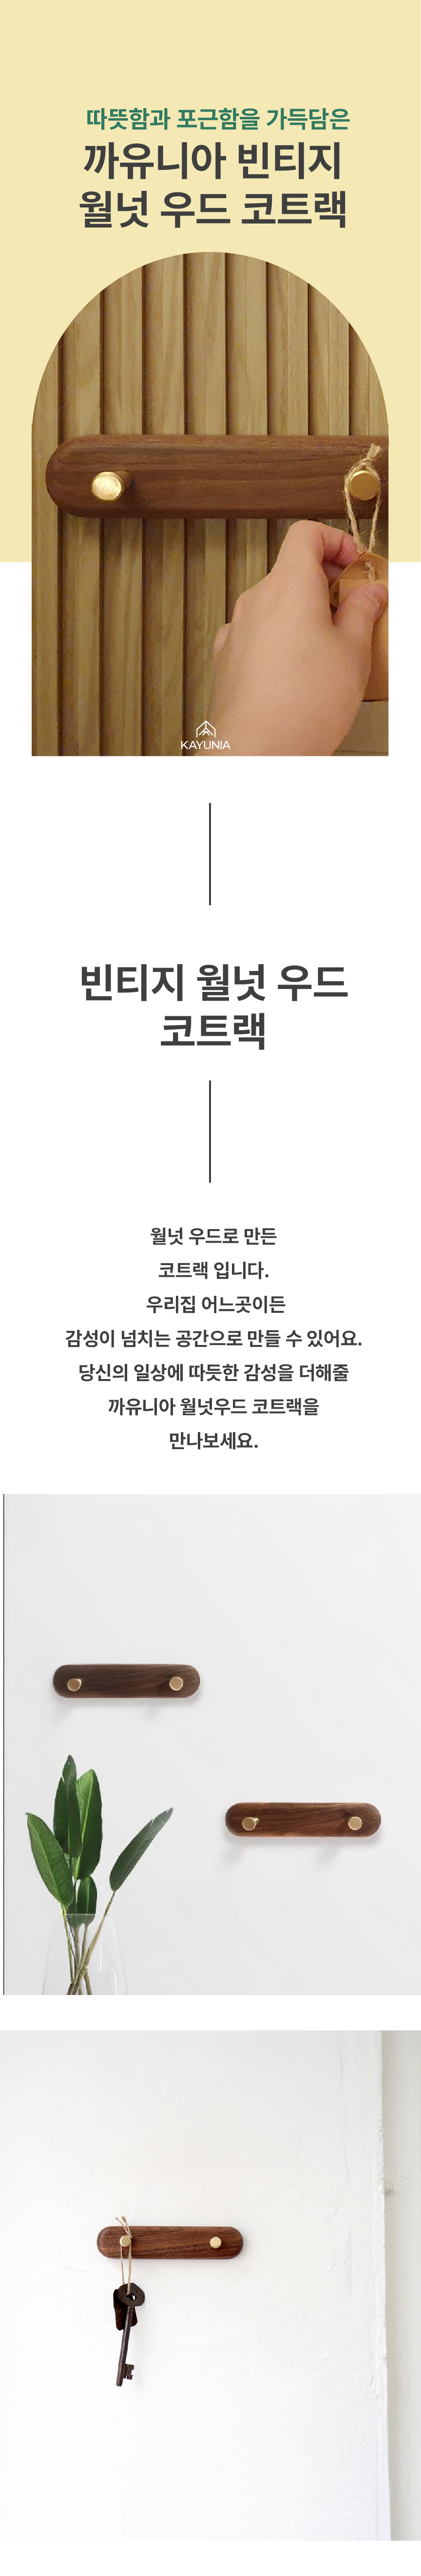 따뜻함과 포근함을 가득담은
까유니아 빈티지
월넛 우드 코트랙
KAYUNIA
빈티지 월넛 우드
코트랙
월넛 우드로 만든
코트랙 입니다.
우리집 어느곳이든
감성이 넘치는 공간으로 만들 수 있어요.
당신의 일상에 따듯한 감성을 더해줄
까유니아 월넛우드 코트랙을
만나보세요.